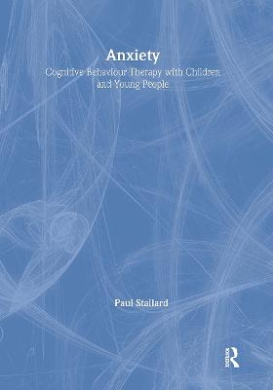 Anxiety
Cognitive Behaviour Therapy with Children
and Young People
Paul Stallard